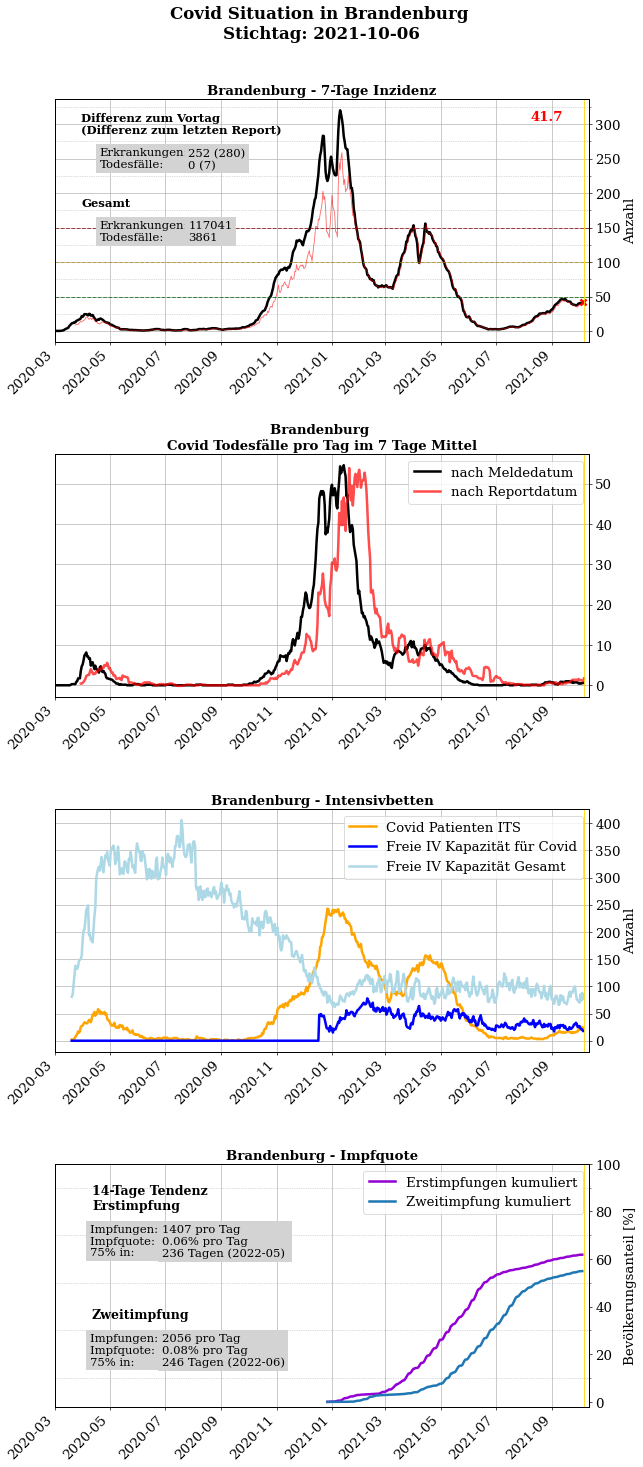 Covid Situation in Brandenburg
Stichtag: 2021-10-06
Brandenburg - 7-Tage Inzidenz
Differenz zum Vortag
(Differenz zum letzten Report)
Erkrankungen 252 (280)
Todesfälle: 0 (7)
Gesamt
Erkrankungen 117041
Todesfälle: 3861
41.7
300
150
100
50
0
Anzahl
2020-03
2020-05
2020-07
2020-09
2020-11
2021-01
2021-03
2021-05
2021-07
2021-09
Brandenburg
Covid Todesfälle pro Tag im 7 Tage Mittel
nach Meldedatum
nach Reportdatum
50
40
30
20
10
0
2020-03
2020-05
2020-07
2020-09
2020-11
2021-01
2021-03
2021-05
2021-07
2021-09
Brandenburg - Intensivbetten
Covid Patienten ITS
Freie IV Kapazität für Covid
Freie IV Kapazität Gesamt
400
350
300
250
200
150
100
50
0
Anzahl
2020-03
2020-05
2020-07
2020-09
2020-11
2021-01
2021-03
2021-05
2021-07
2021-09
Brandenburg - Impfquote
14-Tage Tendenz
Erstimpfung
Impfungen: 1407 pro Tag
Impfquote: 0.06% pro Tag
75% in: 236 Tagen (2022-05)
Zweitimpfung
Impfungen: 2056 pro Tag
Impfquote: 0.08% pro Tag
75% in: 246 Tagen (2022-06)
Erstimpfungen kumuliert
Zweitimpfung kumuliert
100
80
60
40
20
0
Bevölkerungsanteil [%]
2020-03
2020-05
2020-07
2020-09
2020-11
2021-01
2021-03
2021-05
2021-07
2021-09